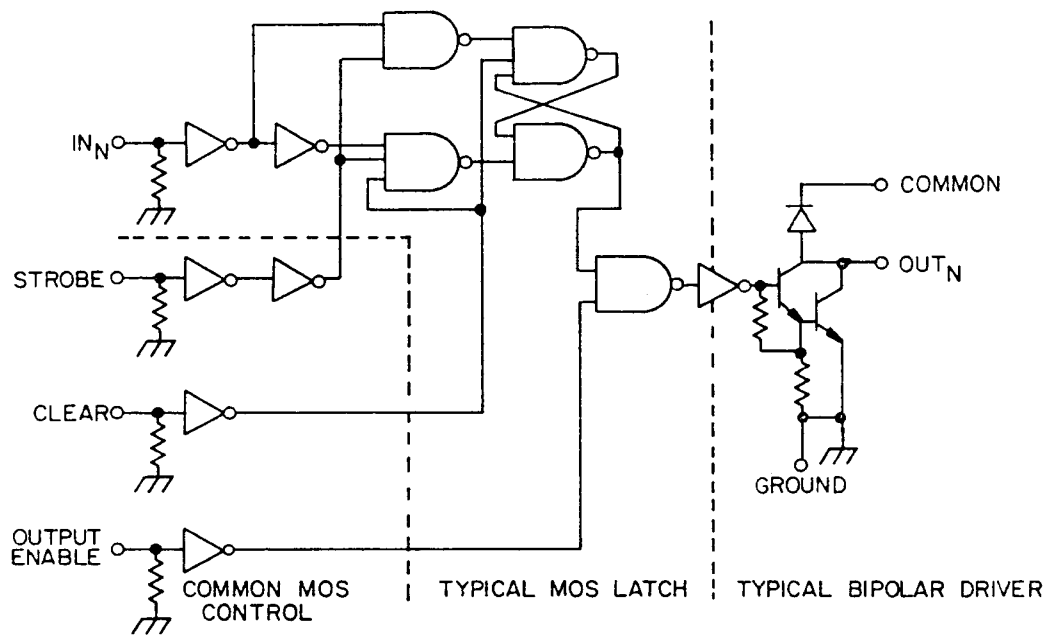 IN_N
STROBE
CLEAR
OUTPUT
ENABLE
COMMON MOS
CONTROL
TYPICAL MOS LATCH
TYPICAL BIPOLAR DRIVER
COMMON
OUT_N
GROUND